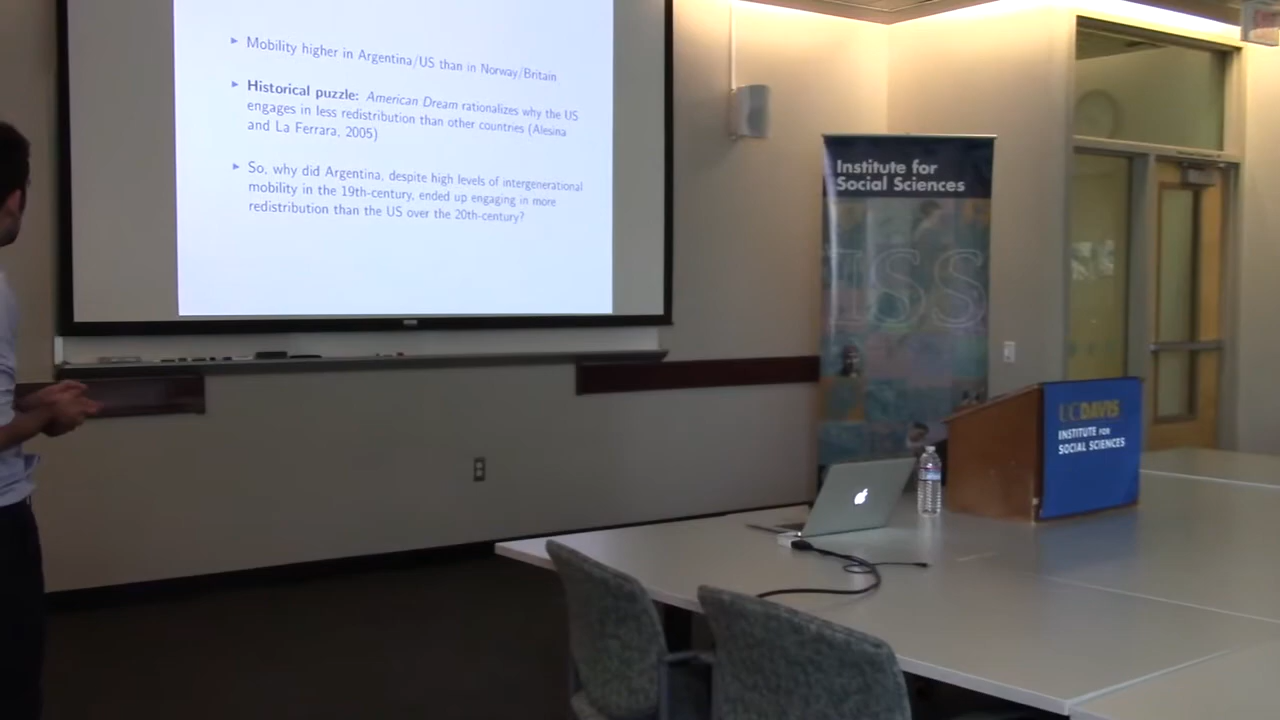 ▶ Mobility higher in Argentina/US than in Norway/Britain
▶ Historical puzzle: American Dream rationalizes why the US
engages in less redistribution than other countries (Alesina
and La Ferrara, 2005)
▶ So, why did Argentina, despite high levels of intergenerational
mobility in the 19th-century, ended up engaging in more
redistribution than the US over the 20th-century?
Institute for
Social Sciences
ISS
UCDAVIS
INSTITUTE FOR
SOCIAL SCIENCES